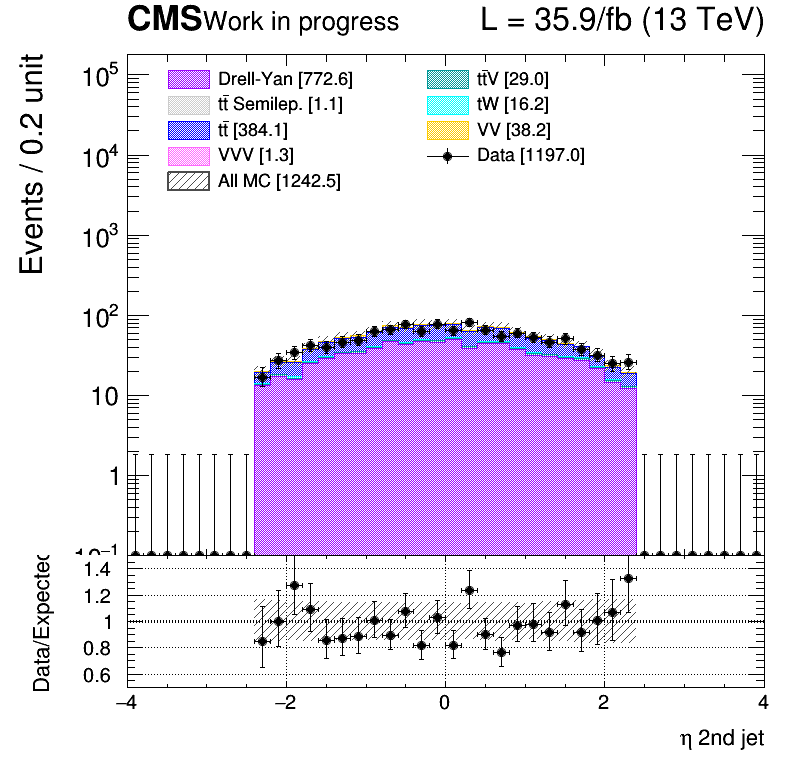 CMS Work in progress L = 35.9/fb (13 TeV)
Events / 0.2 unit
10⁵
10⁴
10³
10²
10
1
Drell-Yan [772.6]
tt̄ Semilep. [1.1]
tt̄ [384.1]
VVV [1.3]
All MC [1242.5]
tt̄V [29.0]
tW [16.2]
VV [38.2]
Data [1197.0]
Data/Expected
1.4
1.2
1
0.8
0.6
−4 −2 0 2 4
η 2nd jet